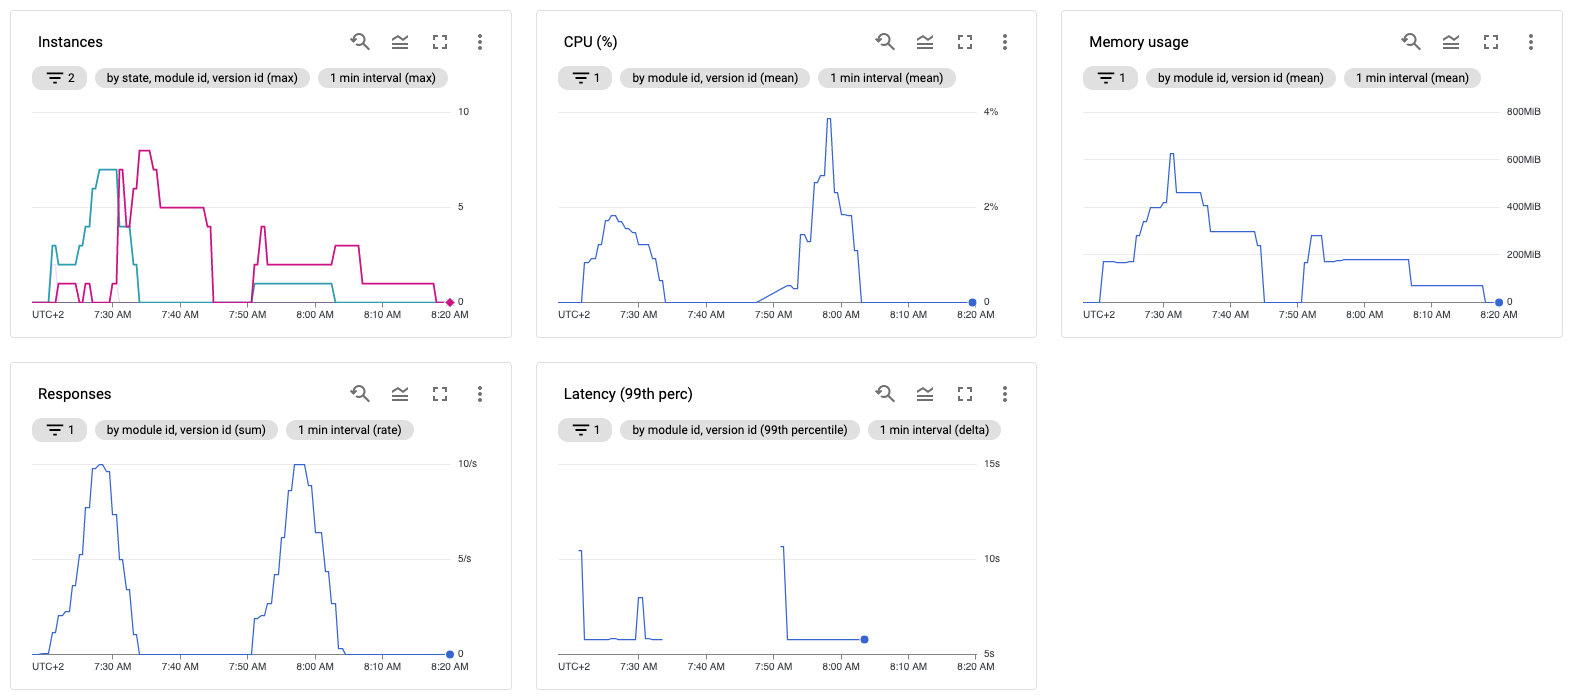 Instances
2 by state, module id, version id (max) 1 min interval (max)
10
5
0
UTC+2 7:30 AM 7:40 AM 7:50 AM 8:00 AM 8:10 AM 8:20 AM
CPU (%)
1 by module id, version id (mean) 1 min interval (mean)
4%
2%
0
UTC+2 7:30 AM 7:40 AM 7:50 AM 8:00 AM 8:10 AM 8:20 AM
Memory usage
1 by module id, version id (mean) 1 min interval (mean)
800MiB
600MiB
400MiB
200MiB
0
UTC+2 7:30 AM 7:40 AM 7:50 AM 8:00 AM 8:10 AM 8:20 AM
Responses
1 by module id, version id (sum) 1 min interval (rate)
10/s
5/s
0
UTC+2 7:30 AM 7:40 AM 7:50 AM 8:00 AM 8:10 AM 8:20 AM
Latency (99th perc)
1 by module id, version id (99th percentile) 1 min interval (delta)
15s
10s
5s
UTC+2 7:30 AM 7:40 AM 7:50 AM 8:00 AM 8:10 AM 8:20 AM